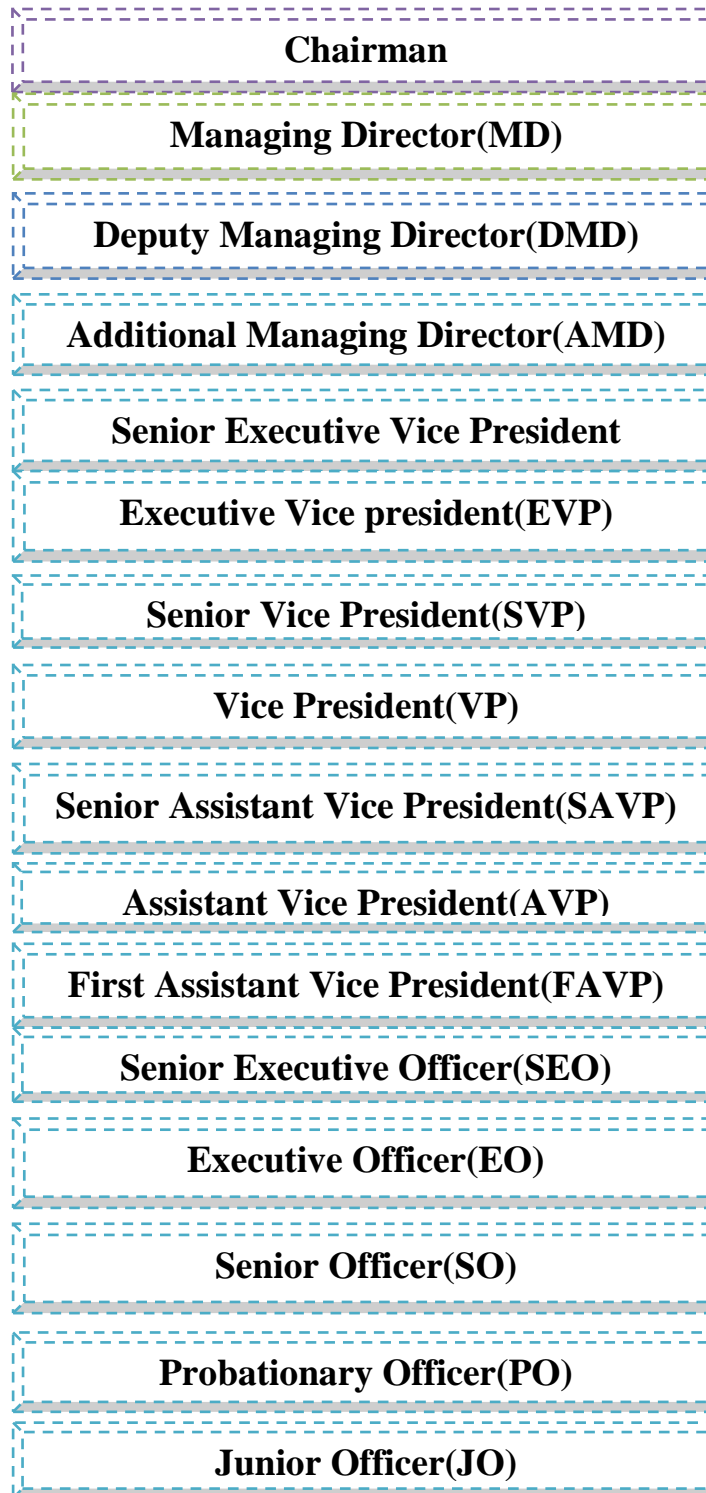 Chairman
Managing Director(MD)
Deputy Managing Director(DMD)
Additional Managing Director(AMD)
Senior Executive Vice President
Executive Vice president(EVP)
Senior Vice President(SVP)
Vice President(VP)
Senior Assistant Vice President(SAVP)
Assistant Vice President(AVP)
First Assistant Vice President(FAVP)
Senior Executive Officer(SEO)
Executive Officer(EO)
Senior Officer(SO)
Probationary Officer(PO)
Junior Officer(JO)